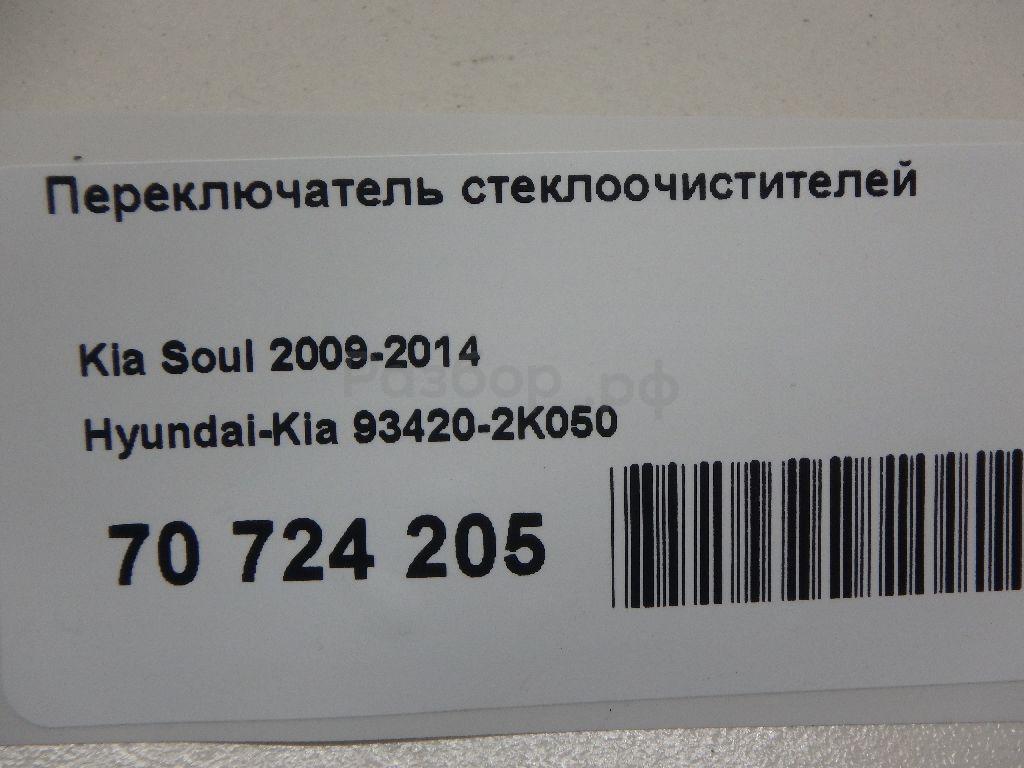 Переключатель стеклоочистителей
Kia Soul 2009-2014
Разбор.рф
Hyundai-Kia 93420-2K050
70 724 205